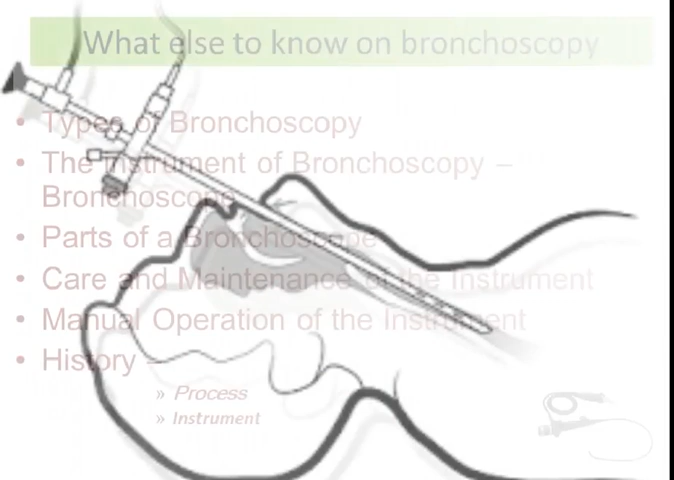 What else to know on bronchoscopy
• Types of Bronchoscopy
• The Instrument of Bronchoscopy –
Bronchoscope
• Parts of a Bronchoscope
• Care and Maintenance of the Instrument
• Manual Operation of the Instrument
• History –
» Process
» Instrument